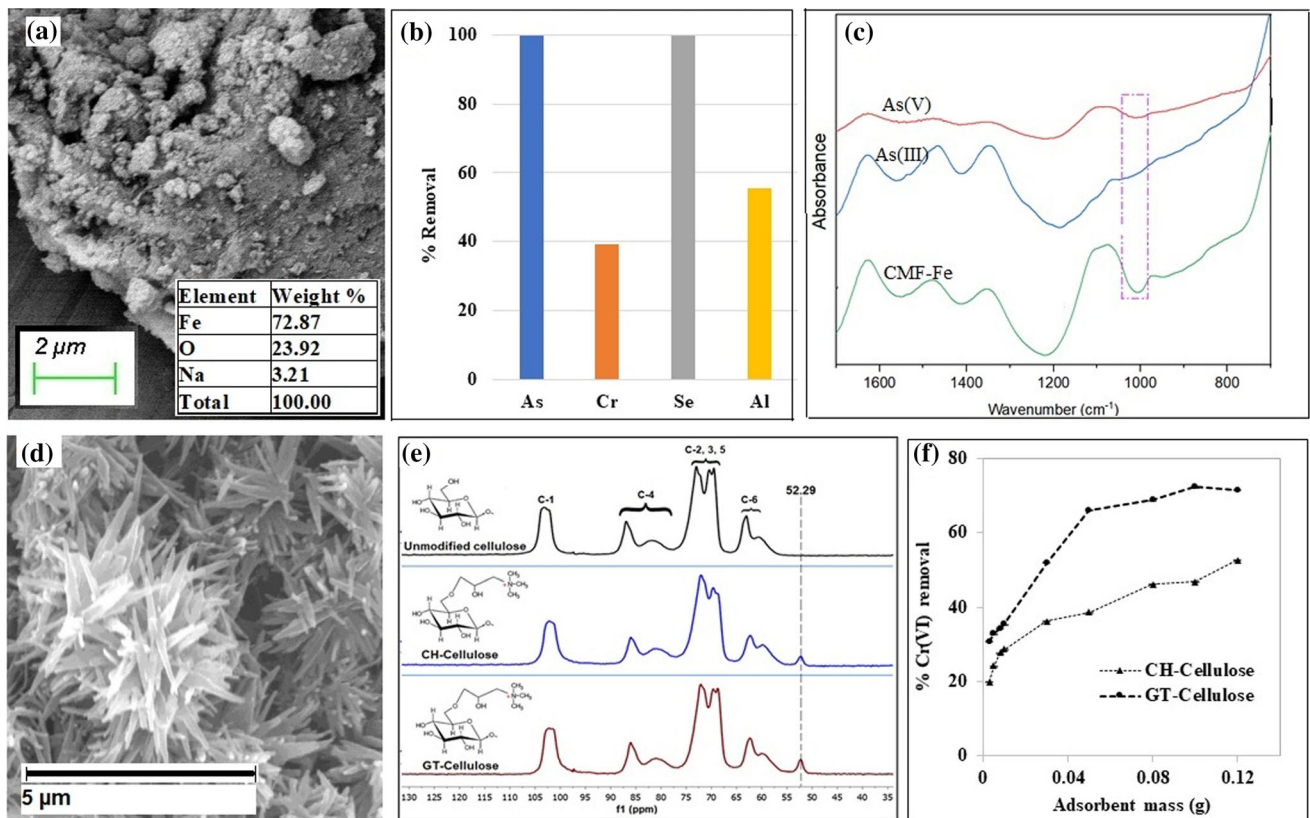 (a)
Element Weight %
Fe 72.87
O 23.92
Na 3.21
Total 100.00
2 µm
(b)
% Removal
100
80
60
40
20
0
As Cr Se Al
(c)
Absorbance
As(V)
As(III)
CMF-Fe
1600 1400 1200 1000 800
Wavenumber (cm⁻¹)
(d)
5 µm
(e)
C-1
C-4
C-2, 3, 5
C-6
52.29
Unmodified cellulose
CH-Cellulose
GT-Cellulose
130 125 120 115 110 105 100 95 90 85 80 75 70 65 60 55 50 45 40 35
f1 (ppm)
(f)
% Cr(VI) removal
80
60
40
20
0
0 0.04 0.08 0.12
Adsorbent mass (g)
CH-Cellulose
GT-Cellulose